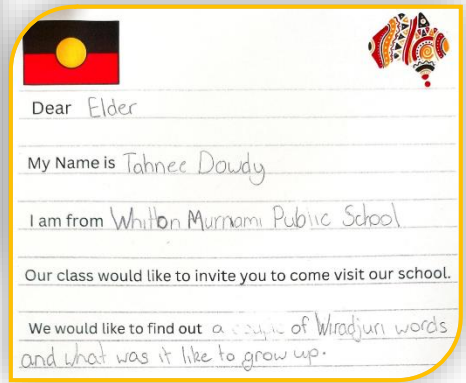 Dear Elder
My Name is Tahnee Dowdy
I am from Whitton Murrami Public School
Our class would like to invite you to come visit our school.
We would like to find out a couple of Wiradjuri words
and what was it like to grow up.